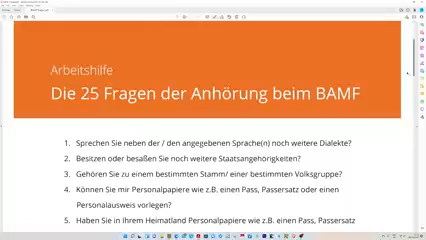 Arbeitshilfe
Die 25 Fragen der Anhörung beim BAMF
1. Sprechen Sie neben der / den angegebenen Sprache(n) noch weitere Dialekte?
2. Besitzen oder besaßen Sie noch weitere Staatsangehörigkeiten?
3. Gehören Sie zu einem bestimmten Stamm/ einer bestimmten Volksgruppe?
4. Können Sie mir Personalpapiere wie z.B. einen Pass, Passersatz oder einen
Personalausweis vorlegen?
5. Haben Sie in Ihrem Heimatland Personalpapiere wie z.B. einen Pass, Passersatz